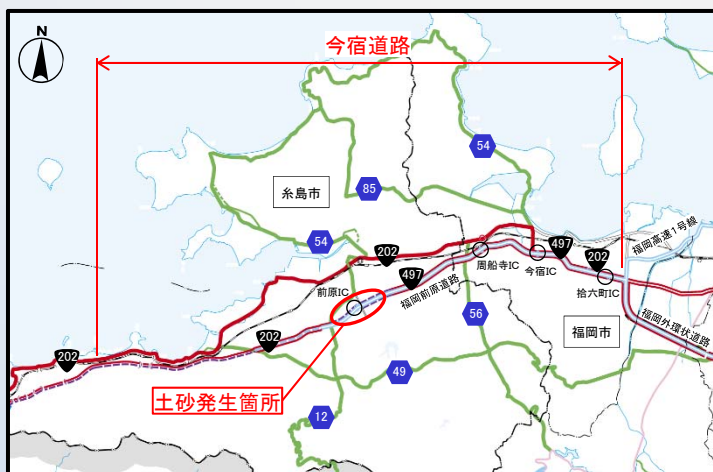 N
今宿道路
54
85
糸島市
54
202
497
202
福岡高速1号線
周船寺IC
今宿IC
拾六町IC
497
前原IC
福岡前原道路
56
福岡市
福岡外環状道路
202
202
49
土砂発生箇所
12